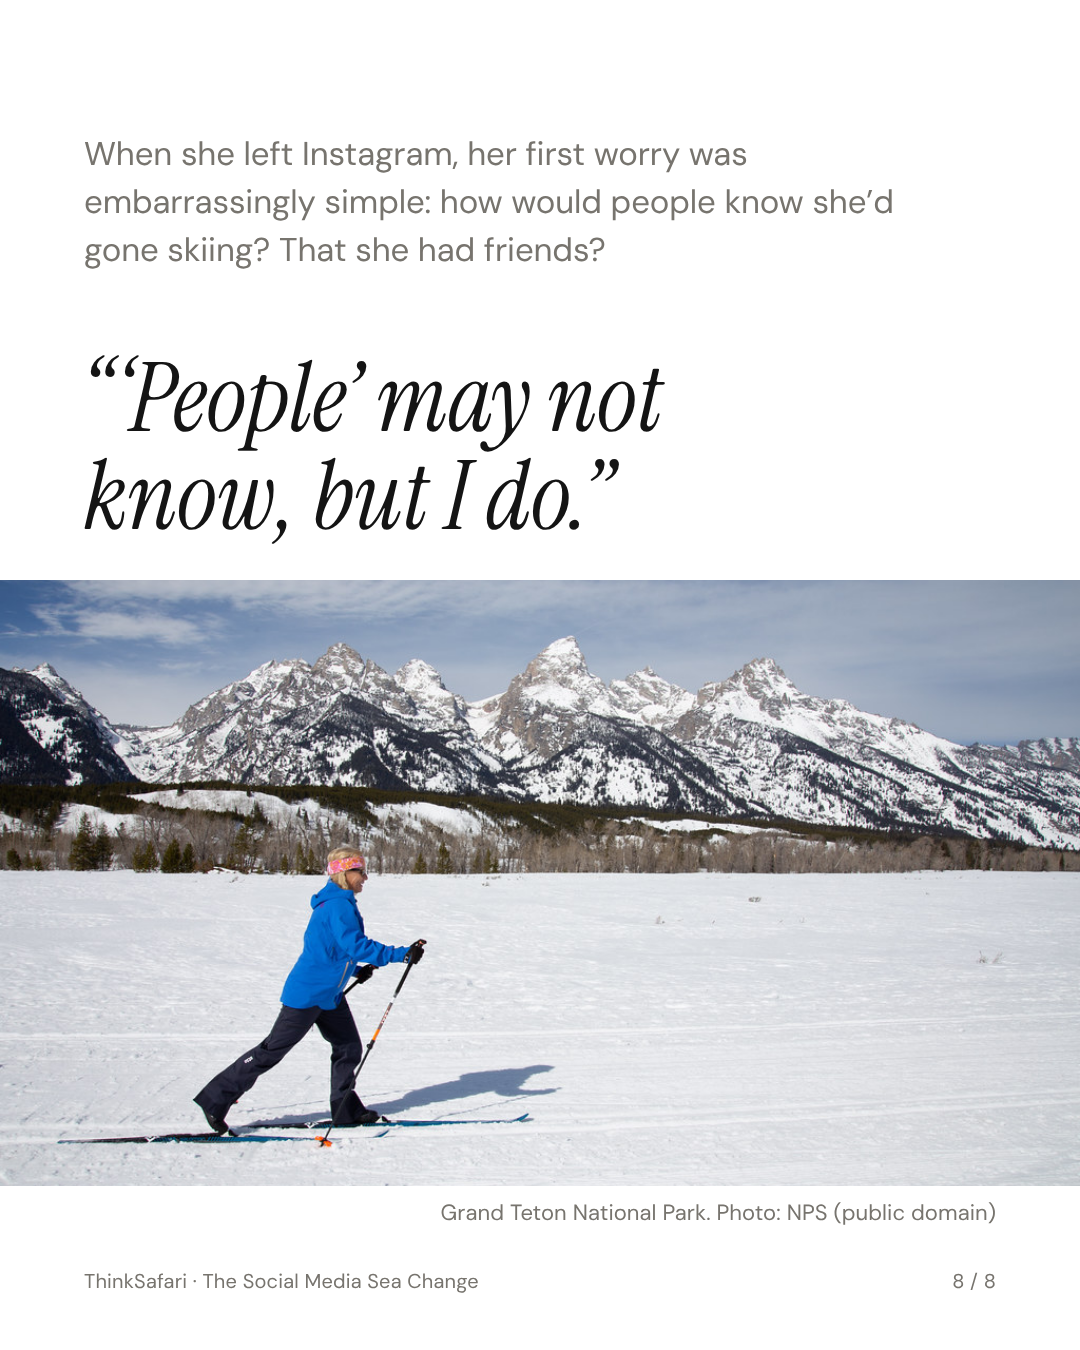 When she left Instagram, her first worry was
embarrassingly simple: how would people know she’d
gone skiing? That she had friends?
“‘People’ may not
know, but I do.”
Grand Teton National Park. Photo: NPS (public domain)
ThinkSafari · The Social Media Sea Change
8 / 8